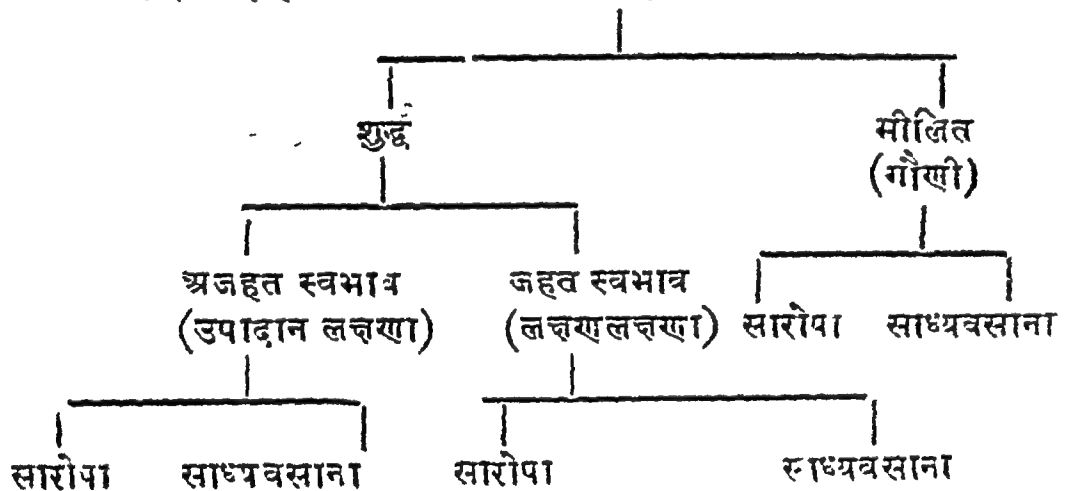 शुद्ध मीलित
(गौणी)
अजहत स्वभाव जहत स्वभाव
(उपादान लक्षणा) (लक्षणलक्षणा) सारोपा साध्यवसाना
सारोपा साध्यवसाना सारोपा साध्यवसाना